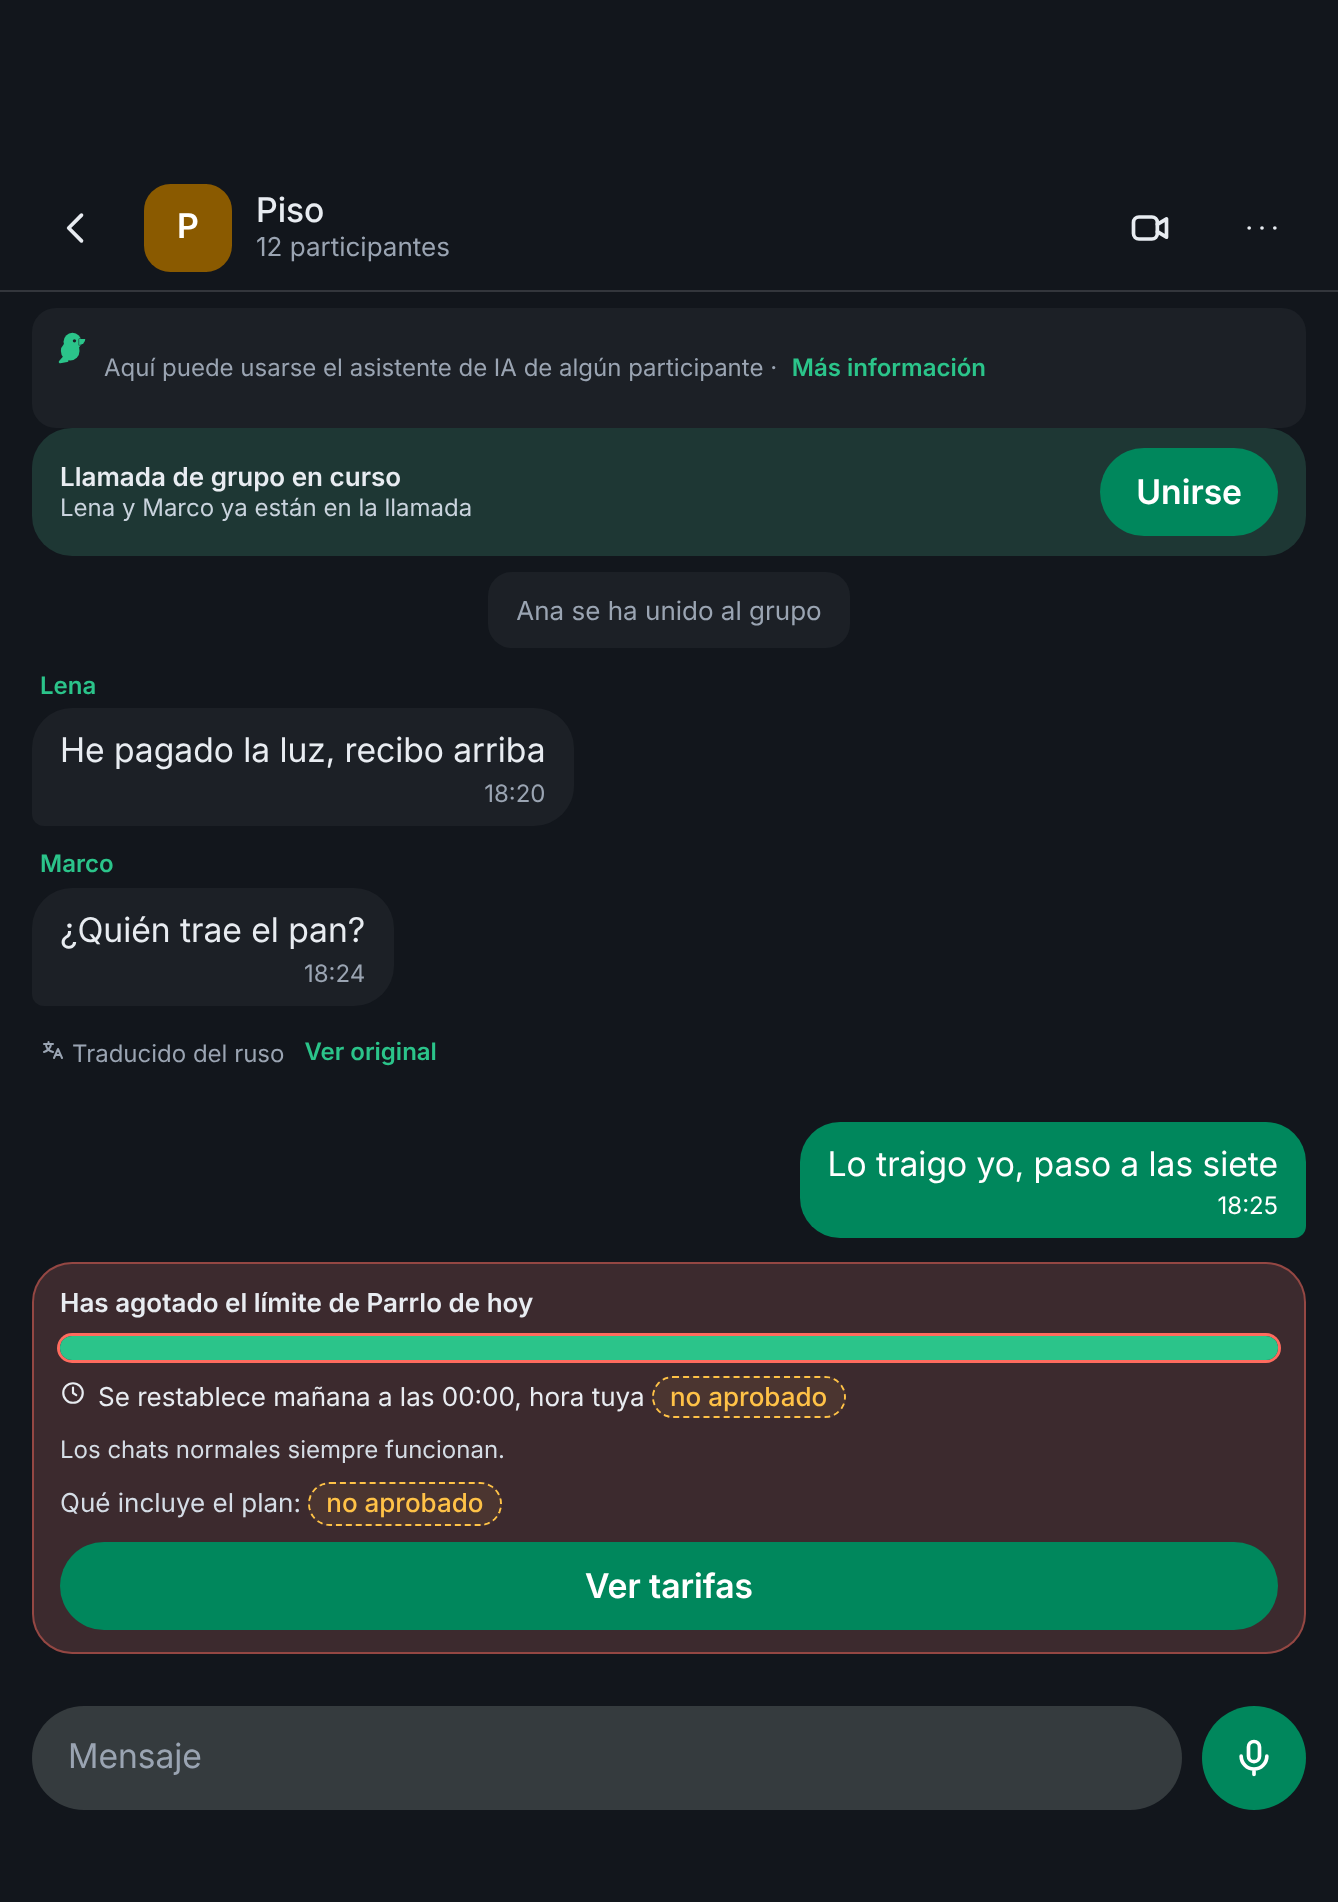 P
Piso
12 participantes
Aquí puede usarse el asistente de IA de algún participante · Más información
Llamada de grupo en curso
Lena y Marco ya están en la llamada
Unirse
Ana se ha unido al grupo
Lena
He pagado la luz, recibo arriba
18:20
Marco
¿Quién trae el pan?
18:24
Traducido del ruso Ver original
Lo traigo yo, paso a las siete
18:25
Has agotado el límite de Parrlo de hoy
Se restablece mañana a las 00:00, hora tuya no aprobado
Los chats normales siempre funcionan.
Qué incluye el plan: no aprobado
Ver tarifas
Mensaje